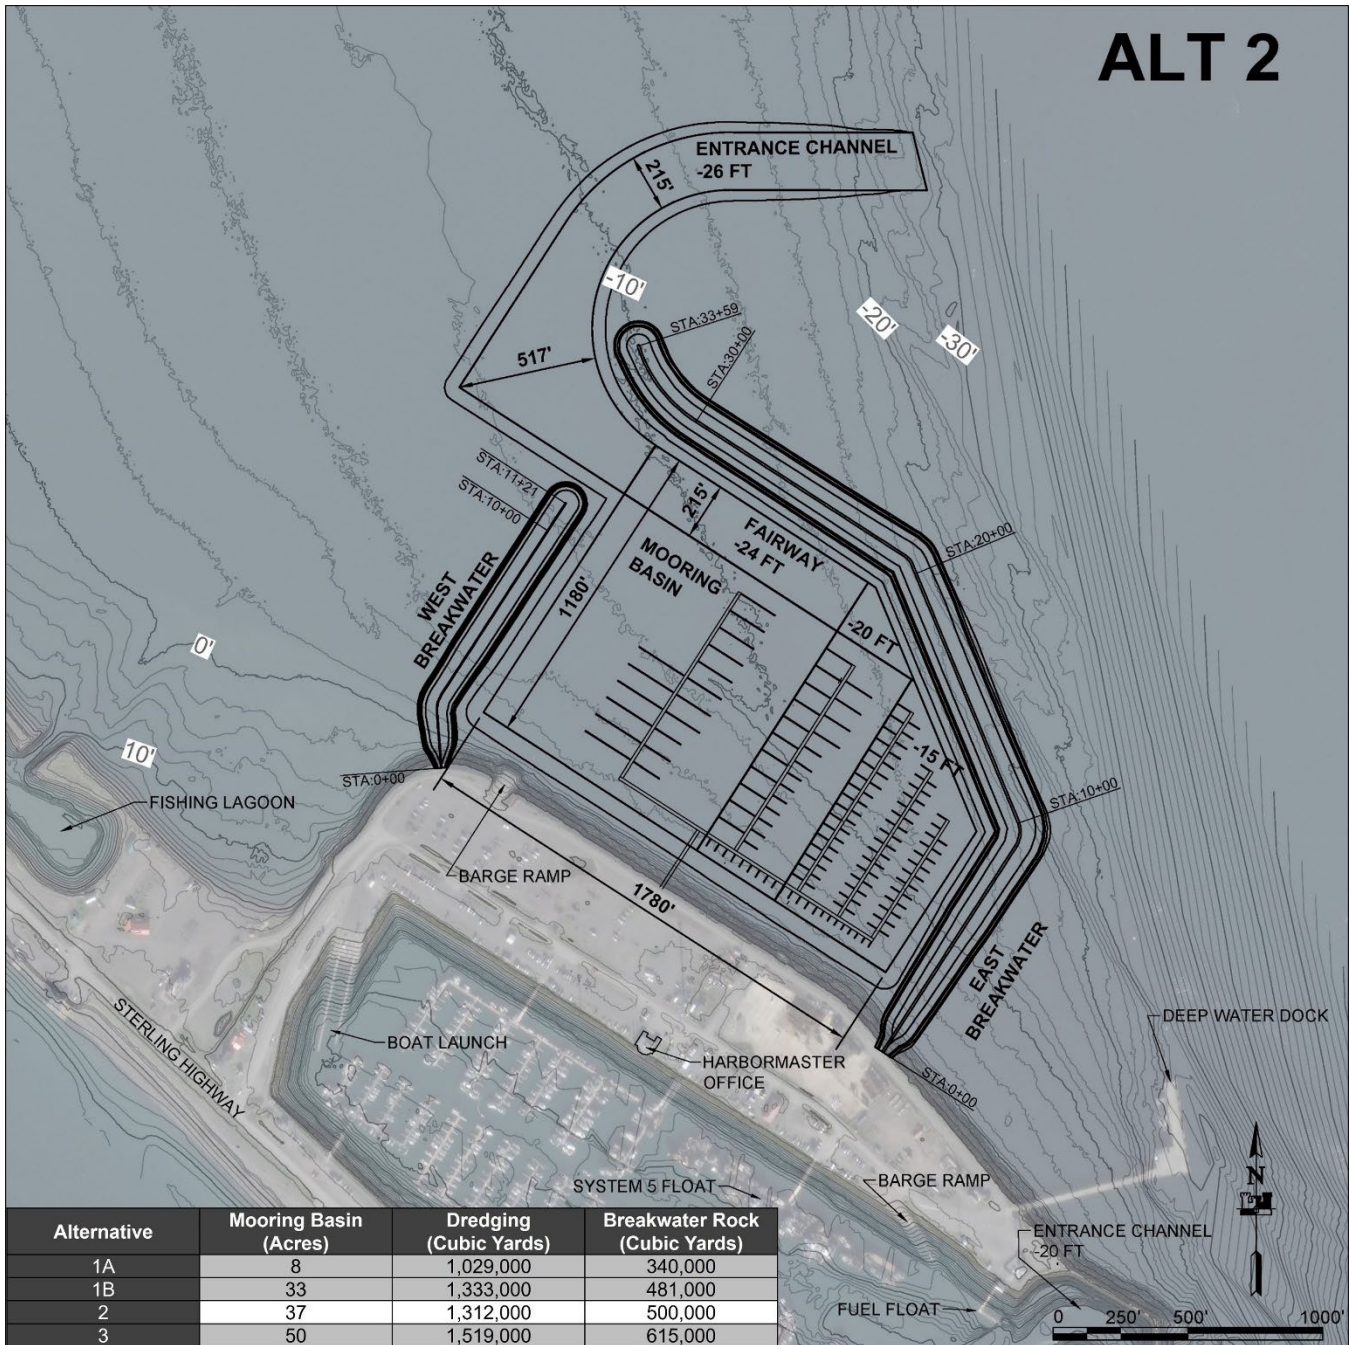 ALT 2
ENTRANCE CHANNEL
-26 FT
215'
-10'
STA:33+59
-20'
-30'
STA:30+00
517'
STA:11+21
STA:10+00
215'
FAIRWAY
-24 FT
STA:20+00
MOORING
BASIN
WEST
BREAKWATER
1180'
-20 FT
0'
-15 FT
10'
STA:0+00
STA:10+00
FISHING LAGOON
BARGE RAMP
1780'
EAST
BREAKWATER
STERLING HIGHWAY
BOAT LAUNCH
HARBORMASTER
OFFICE
STA:0+00
DEEP WATER DOCK
SYSTEM 5 FLOAT
BARGE RAMP
N
ENTRANCE CHANNEL
-20 FT
FUEL FLOAT
0 250' 500' 1000'
Alternative Mooring Basin (Acres) Dredging (Cubic Yards) Breakwater Rock (Cubic Yards)
1A 8 1,029,000 340,000
1B 33 1,333,000 481,000
2 37 1,312,000 500,000
3 50 1,519,000 615,000